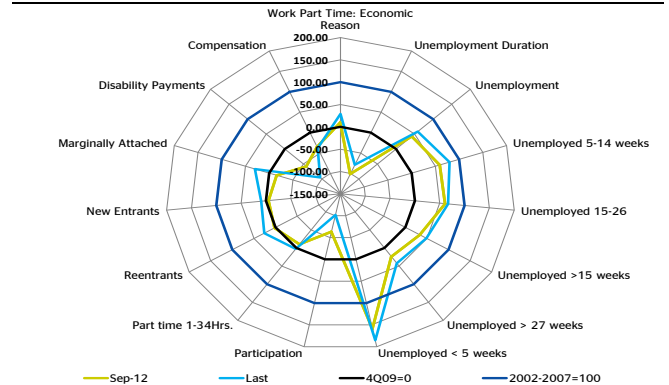 Work Part Time: Economic
Reason
Compensation
Unemployment Duration
Disability Payments
Unemployment
Marginally Attached
Unemployed 5-14 weeks
New Entrants
Unemployed 15-26
Reentrants
Unemployed >15 weeks
Part time 1-34Hrs.
Unemployed > 27 weeks
Participation
Unemployed < 5 weeks
200.00
150.00
100.00
50.00
0.00
-50.00
-100.00
-150.00
Sep-12
Last
4Q09=0
2002-2007=100